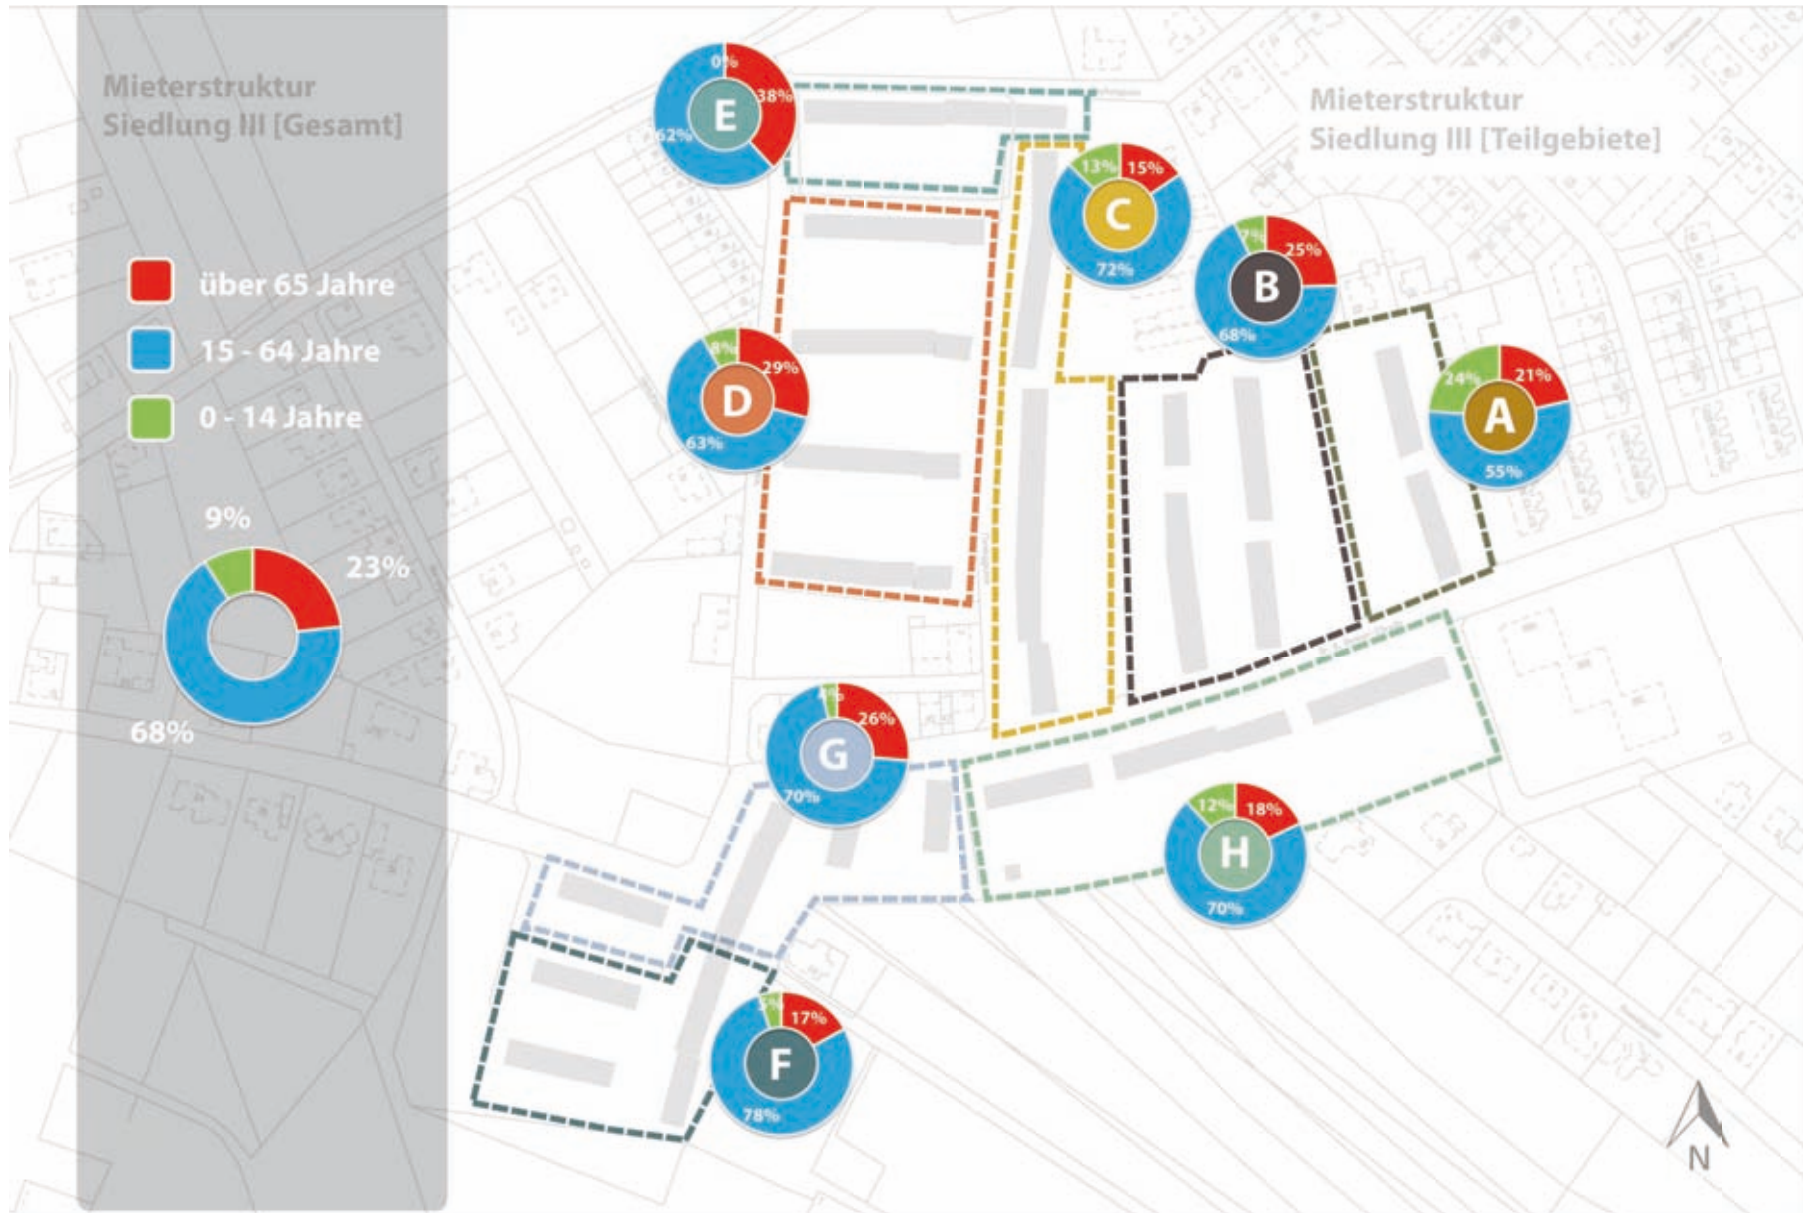 Mieterstruktur
Siedlung III [Gesamt]
über 65 Jahre
15 - 64 Jahre
0 - 14 Jahre
9%
23%
68%
Mieterstruktur
Siedlung III [Teilgebiete]
0%
38%
E
62%
13%
15%
C
72%
7%
25%
B
68%
8%
29%
D
63%
24%
21%
A
55%
4%
26%
G
70%
12%
18%
H
70%
5%
17%
F
78%
N